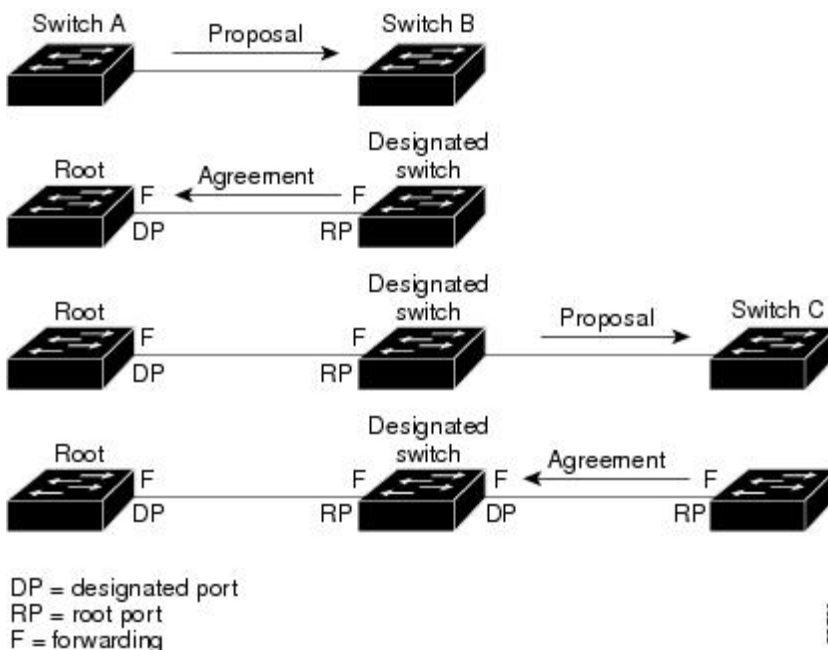 Switch A
Proposal
Switch B
Root
F
Agreement
F
Designated
switch
DP
RP
Root
F
F
Designated
switch
Proposal
Switch C
DP
RP
Root
F
F
Designated
switch
F
Agreement
F
DP
RP
DP
RP
DP = designated port
RP = root port
F = forwarding